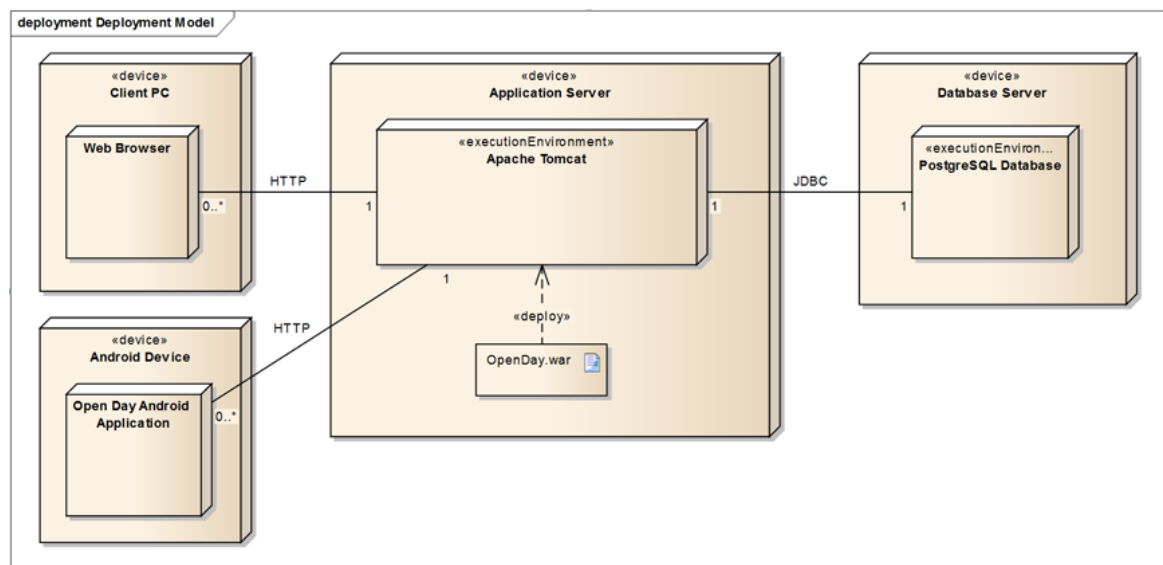 deployment Deployment Model
«device»
Client PC
Web Browser
HTTP
0..*
1
«device»
Application Server
«executionEnvironment»
Apache Tomcat
1
JDBC
1
«device»
Database Server
«executionEnviron...
PostgreSQL Database
1
HTTP
0..*
«deploy»
OpenDay.war
«device»
Android Device
Open Day Android
Application